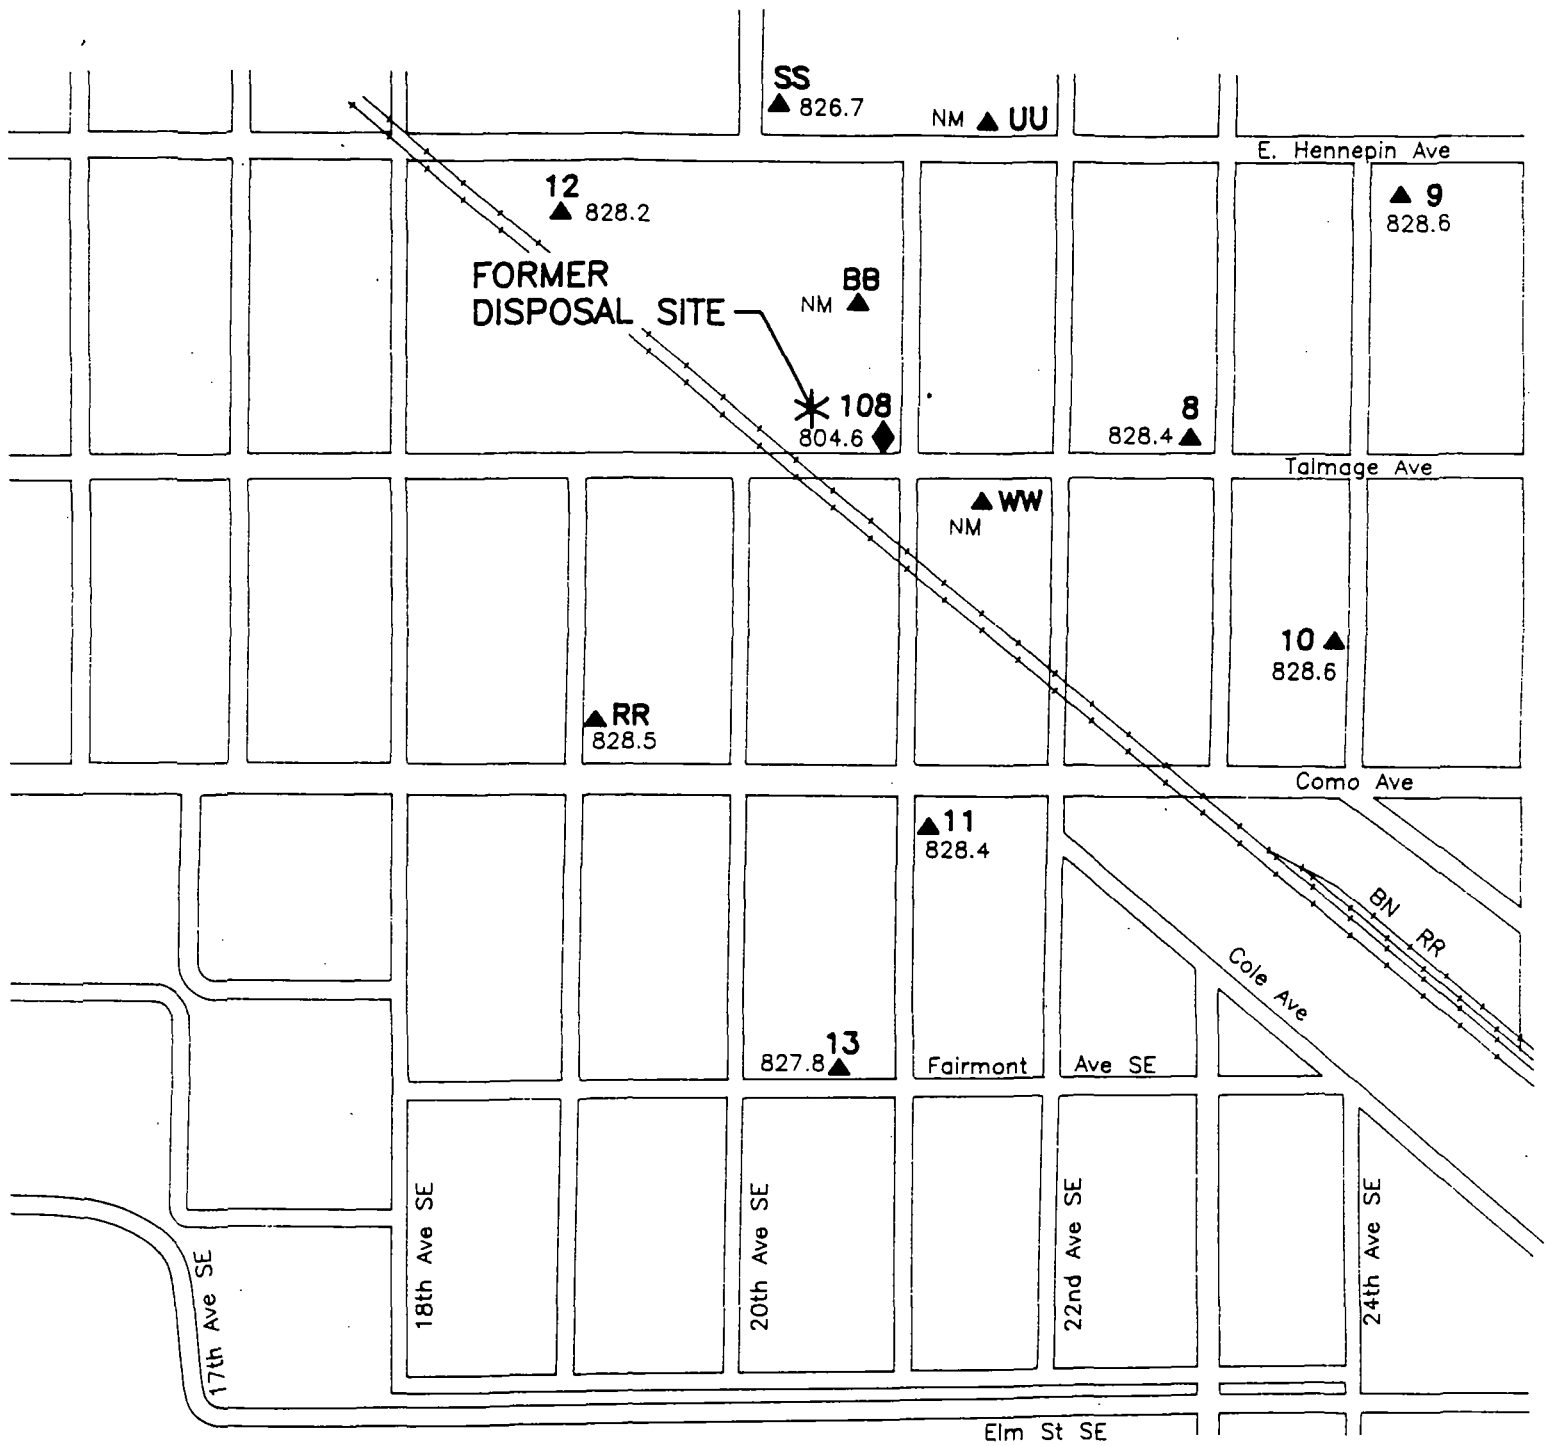 SS
826.7
NM UU
E. Hennepin Ave
12
828.2
9
828.6
FORMER
DISPOSAL SITE
BB
NM
108
804.6
8
828.4
Talmage Ave
WW
NM
10
828.6
RR
828.5
Como Ave
11
828.4
BN RR
Cole Ave
13
827.8
Fairmont Ave SE
17th Ave SE
18th Ave SE
20th Ave SE
22nd Ave SE
24th Ave SE
Elm St SE